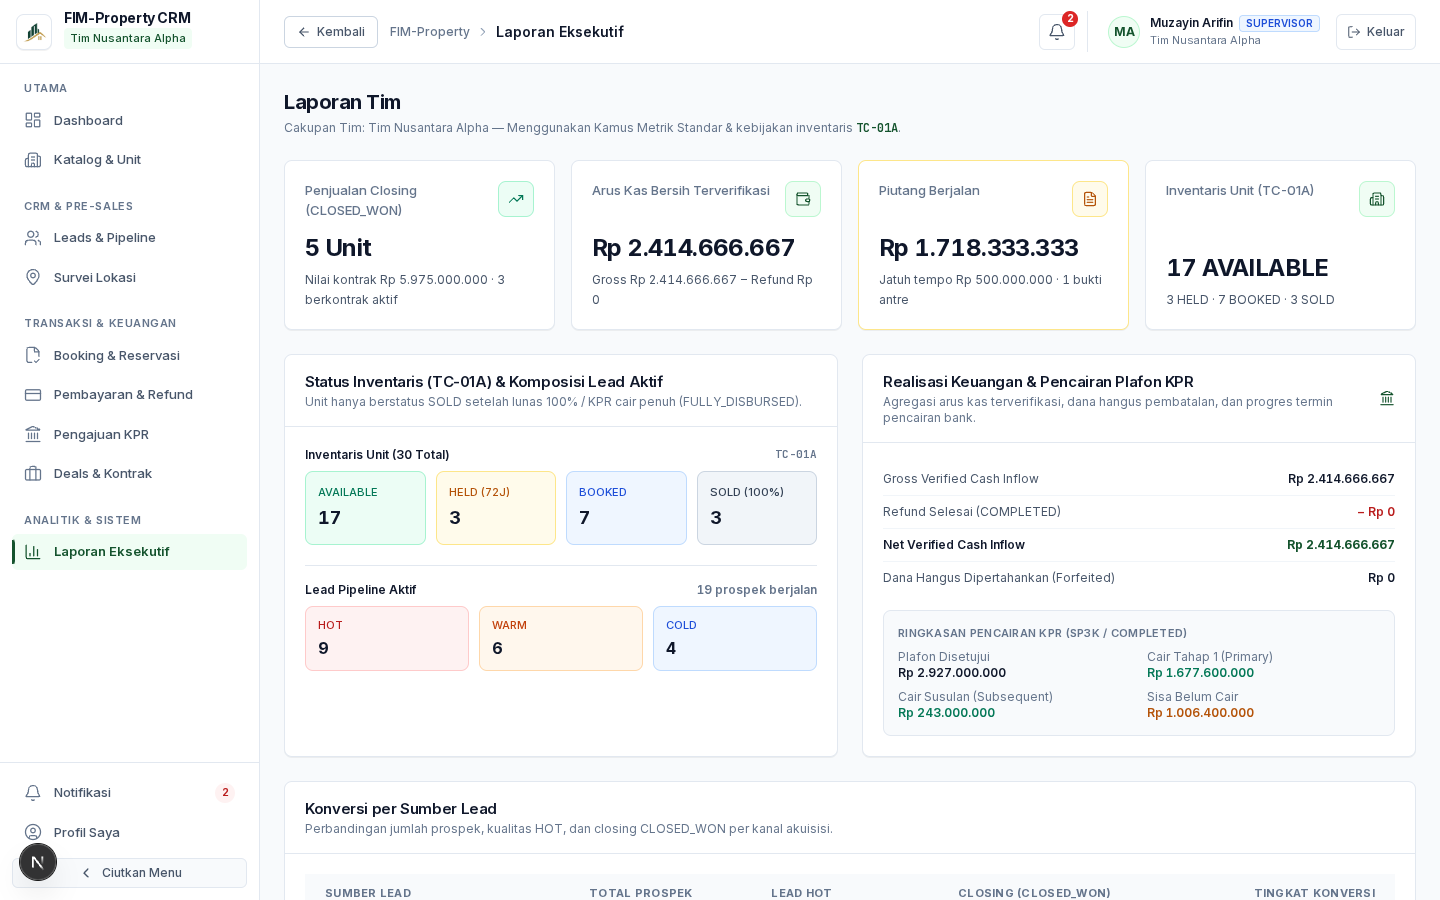 FIM-Property CRM
Tim Nusantara Alpha
UTAMA
Dashboard
Katalog & Unit
CRM & PRE-SALES
Leads & Pipeline
Survei Lokasi
TRANSAKSI & KEUANGAN
Booking & Reservasi
Pembayaran & Refund
Pengajuan KPR
Deals & Kontrak
ANALITIK & SISTEM
Laporan Eksekutif
Notifikasi 2
Profil Saya
N
Ciutkan Menu
Kembali
FIM-Property
Laporan Eksekutif
2
MA
Muzayin Arifin SUPERVISOR
Tim Nusantara Alpha
Keluar
Laporan Tim
Cakupan Tim: Tim Nusantara Alpha — Menggunakan Kamus Metrik Standar & kebijakan inventaris TC-01A.
Penjualan Closing
(CLOSED_WON)
5 Unit
Nilai kontrak Rp 5.975.000.000 · 3
berkontrak aktif
Arus Kas Bersih Terverifikasi
Rp 2.414.666.667
Gross Rp 2.414.666.667 − Refund Rp
0
Piutang Berjalan
Rp 1.718.333.333
Jatuh tempo Rp 500.000.000 · 1 bukti
antre
Inventaris Unit (TC-01A)
17 AVAILABLE
3 HELD · 7 BOOKED · 3 SOLD
Status Inventaris (TC-01A) & Komposisi Lead Aktif
Unit hanya berstatus SOLD setelah lunas 100% / KPR cair penuh (FULLY_DISBURSED).
Inventaris Unit (30 Total) TC-01A
AVAILABLE
17
HELD (72J)
3
BOOKED
7
SOLD (100%)
3
Lead Pipeline Aktif 19 prospek berjalan
HOT
9
WARM
6
COLD
4
Realisasi Keuangan & Pencairan Plafon KPR
Agregasi arus kas terverifikasi, dana hangus pembatalan, dan progres termin
pencairan bank.
Gross Verified Cash Inflow Rp 2.414.666.667
Refund Selesai (COMPLETED) − Rp 0
Net Verified Cash Inflow Rp 2.414.666.667
Dana Hangus Dipertahankan (Forfeited) Rp 0
RINGKASAN PENCAIRAN KPR (SP3K / COMPLETED)
Plafon Disetujui
Rp 2.927.000.000
Cair Tahap 1 (Primary)
Rp 1.677.600.000
Cair Susulan (Subsequent)
Rp 243.000.000
Sisa Belum Cair
Rp 1.006.400.000
Konversi per Sumber Lead
Perbandingan jumlah prospek, kualitas HOT, dan closing CLOSED_WON per kanal akuisisi.
SUMBER LEAD TOTAL PROSPEK LEAD HOT CLOSING (CLOSED_WON) TINGKAT KONVERSI